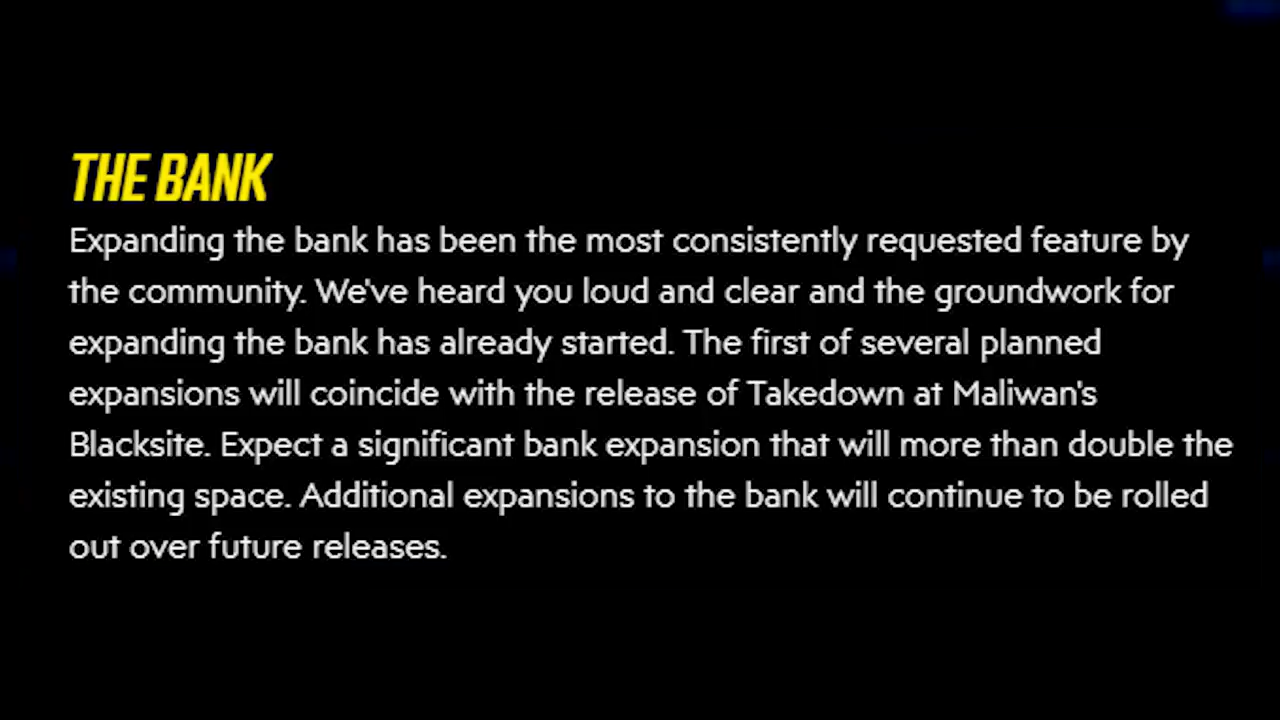 THE BANK
Expanding the bank has been the most consistently requested feature by
the community. We've heard you loud and clear and the groundwork for
expanding the bank has already started. The first of several planned
expansions will coincide with the release of Takedown at Maliwan's
Blacksite. Expect a significant bank expansion that will more than double the
existing space. Additional expansions to the bank will continue to be rolled
out over future releases.